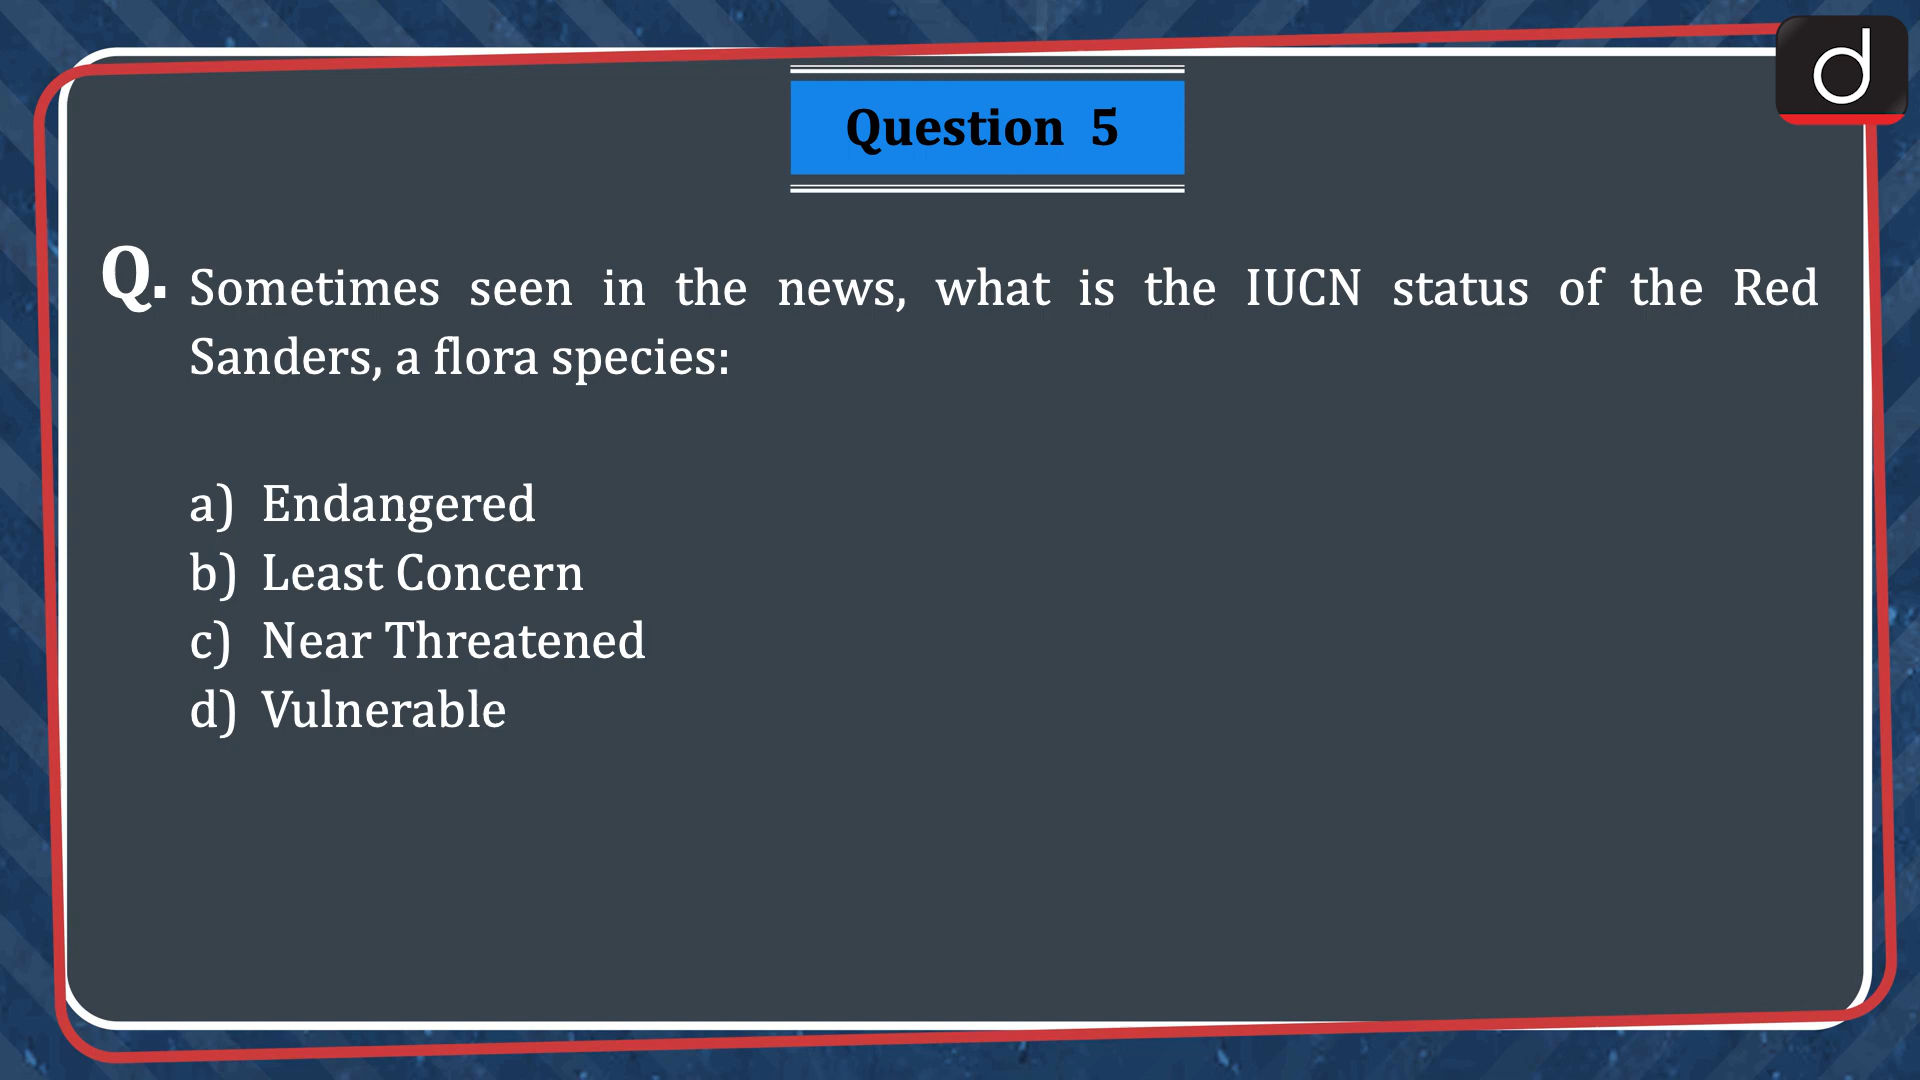 Question 5
Q. Sometimes seen in the news, what is the IUCN status of the Red
Sanders, a flora species:
a) Endangered
b) Least Concern
c) Near Threatened
d) Vulnerable
d